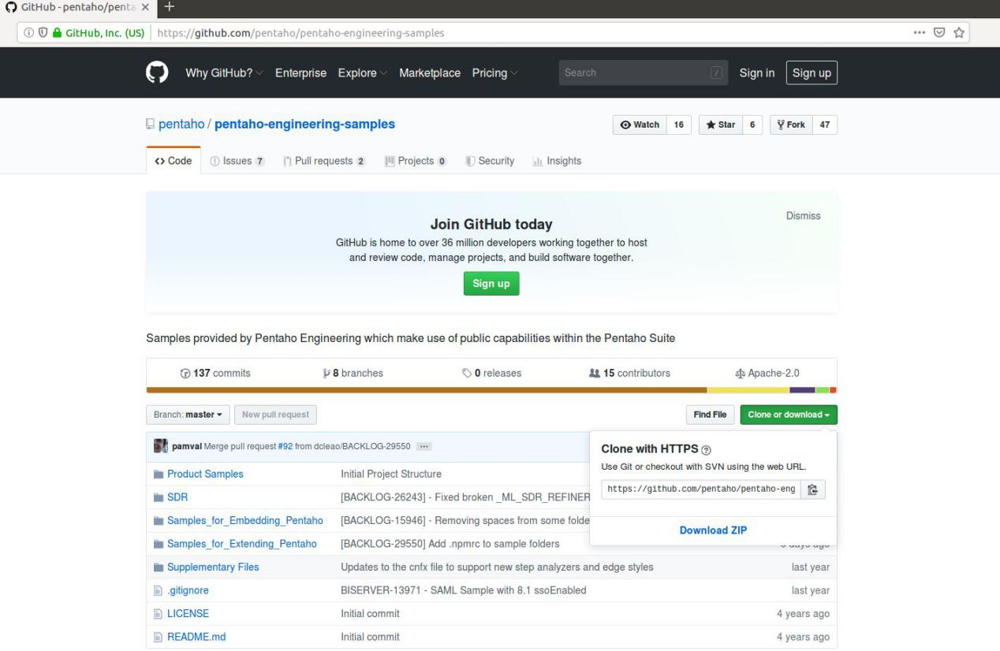 GitHub - pentaho/penta
GitHub, Inc. (US) https://github.com/pentaho/pentaho-engineering-samples
Why GitHub? Enterprise Explore Marketplace Pricing Search / Sign in Sign up
pentaho / pentaho-engineering-samples Watch 16 Star 6 Fork 47
Code Issues 7 Pull requests 2 Projects 0 Security Insights
Dismiss
Join GitHub today
GitHub is home to over 36 million developers working together to host
and review code, manage projects, and build software together.
Sign up
Samples provided by Pentaho Engineering which make use of public capabilities within the Pentaho Suite
137 commits 8 branches 0 releases 15 contributors Apache-2.0
Branch: master New pull request Find File Clone or download
pamval Merge pull request #92 from dcleao/BACKLOG-29550 ...
Clone with HTTPS ?
Use Git or checkout with SVN using the web URL.
https://github.com/pentaho/pentaho-eng
Download ZIP
Product Samples Initial Project Structure
SDR [BACKLOG-26243] - Fixed broken _ML_SDR_REFINER
Samples_for_Embedding_Pentaho [BACKLOG-15946] - Removing spaces from some folde
Samples_for_Extending_Pentaho [BACKLOG-29550] Add .npmrc to sample folders days ago
Supplementary Files Updates to the cnfx file to support new step analyzers and edge styles last year
.gitignore BISERVER-13971 - SAML Sample with 8.1 ssoEnabled last year
LICENSE Initial commit 4 years ago
README.md Initial commit 4 years ago